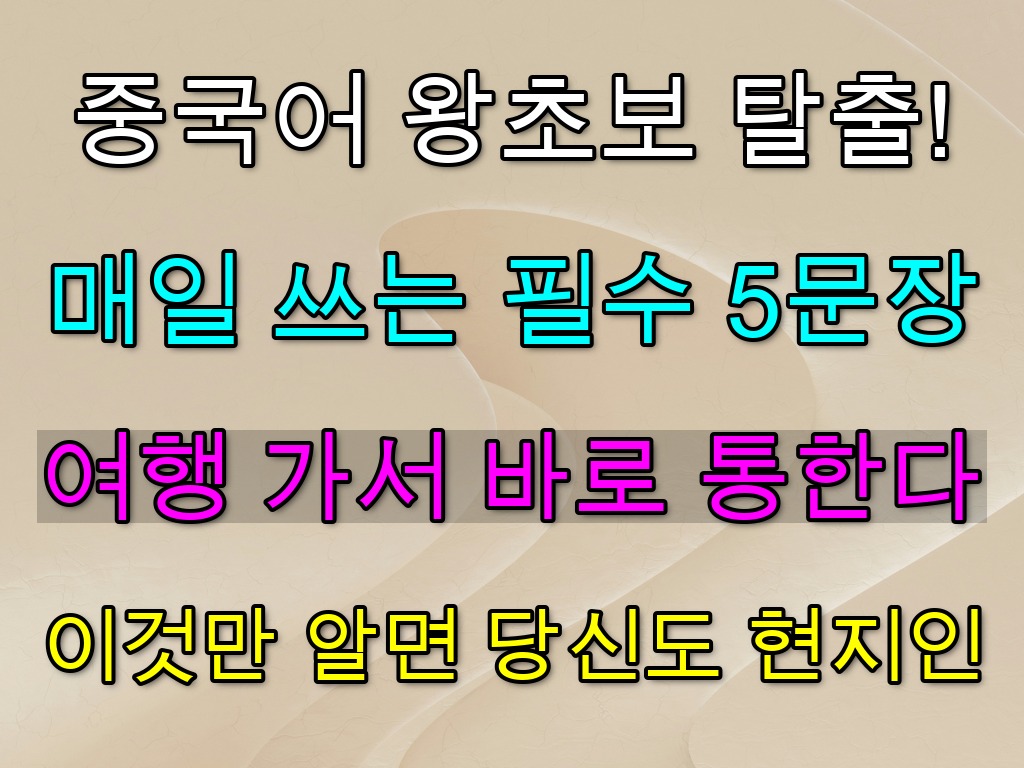 중국어 왕초보 탈출!
매일 쓰는 필수 5문장
여행 가서 바로 통한다
이것만 알면 당신도 현지인